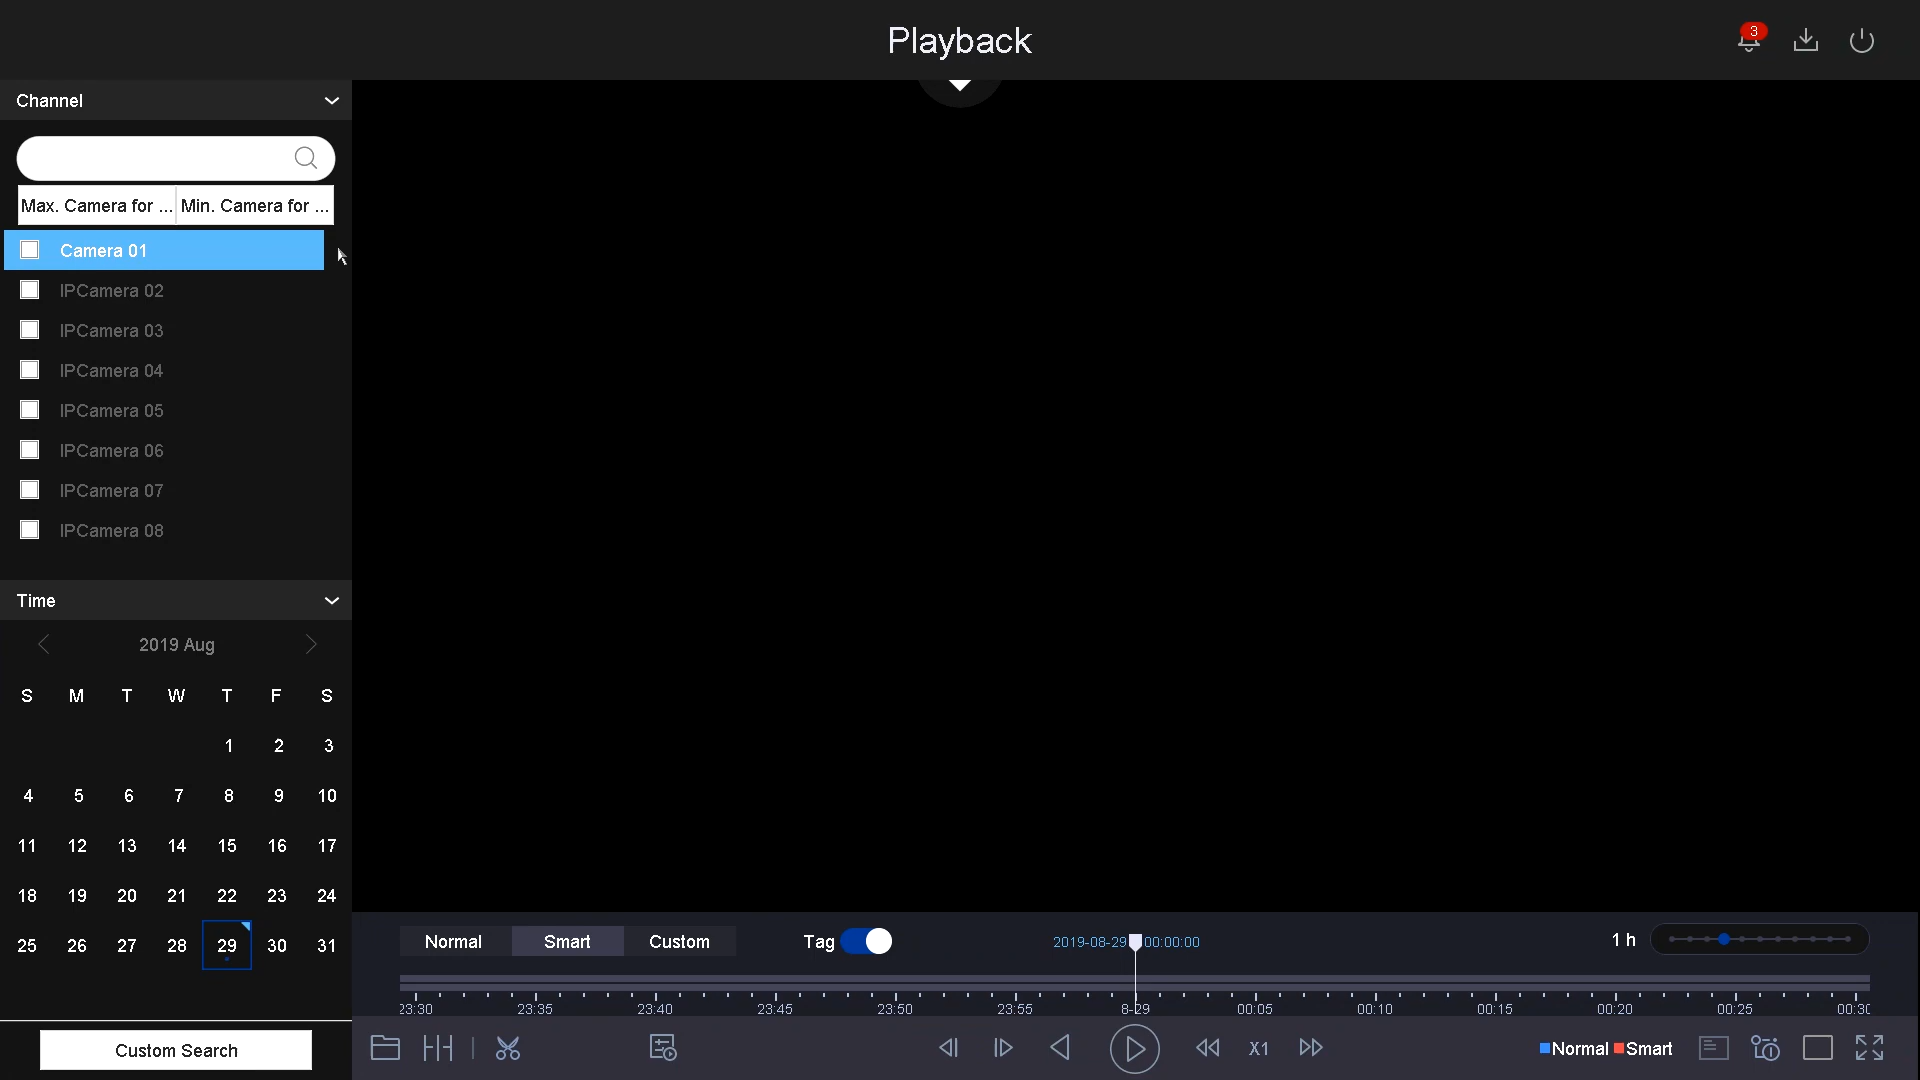 Playback
3
Channel
Max. Camera for ... Min. Camera for ...
Camera 01
IPCamera 02
IPCamera 03
IPCamera 04
IPCamera 05
IPCamera 06
IPCamera 07
IPCamera 08
Time
2019 Aug
S M T W T F S
1 2 3
4 5 6 7 8 9 10
11 12 13 14 15 16 17
18 19 20 21 22 23 24
25 26 27 28 29 30 31
Custom Search
Normal Smart Custom Tag 2019-08-29 00:00:00 1 h
23:30 23:35 23:40 23:45 23:50 23:55 8-29 00:05 00:10 00:15 00:20 00:25 00:30
X1 Normal Smart